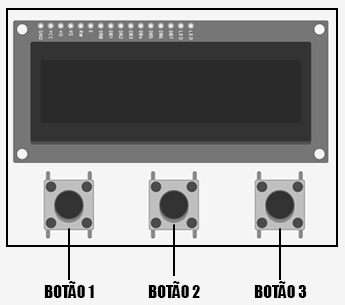 GND VCC VO RS RW E DB0 DB1 DB2 DB3 DB4 DB5 DB6 DB7 LED LED
BOTÃO 1 BOTÃO 2 BOTÃO 3